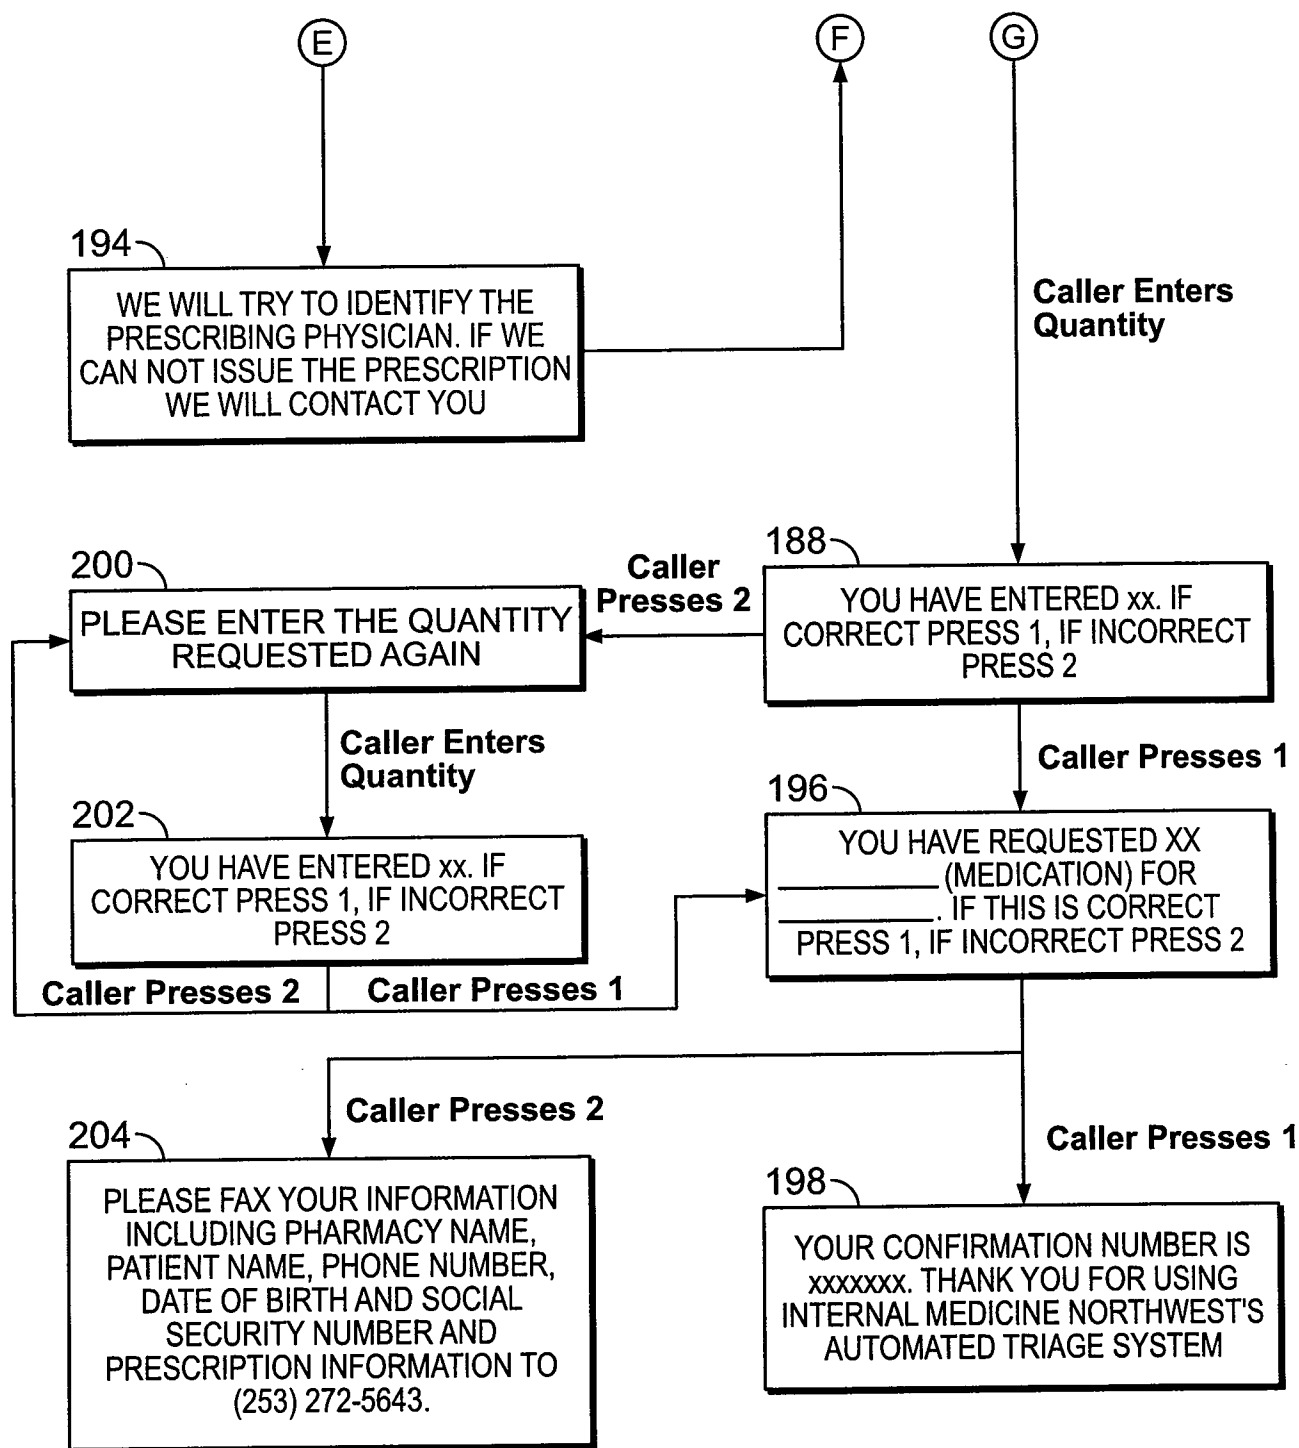 E
F
G
194
WE WILL TRY TO IDENTIFY THE
PRESCRIBING PHYSICIAN. IF WE
CAN NOT ISSUE THE PRESCRIPTION
WE WILL CONTACT YOU
Caller Enters
Quantity
188
YOU HAVE ENTERED xx. IF
CORRECT PRESS 1, IF INCORRECT
PRESS 2
Caller
Presses 2
200
PLEASE ENTER THE QUANTITY
REQUESTED AGAIN
Caller Enters
Quantity
Caller Presses 1
202
YOU HAVE ENTERED xx. IF
CORRECT PRESS 1, IF INCORRECT
PRESS 2
196
YOU HAVE REQUESTED XX
__________ (MEDICATION) FOR
__________. IF THIS IS CORRECT
PRESS 1, IF INCORRECT PRESS 2
Caller Presses 2
Caller Presses 1
Caller Presses 2
Caller Presses 1
204
PLEASE FAX YOUR INFORMATION
INCLUDING PHARMACY NAME,
PATIENT NAME, PHONE NUMBER,
DATE OF BIRTH AND SOCIAL
SECURITY NUMBER AND
PRESCRIPTION INFORMATION TO
(253) 272-5643.
198
YOUR CONFIRMATION NUMBER IS
xxxxxxx. THANK YOU FOR USING
INTERNAL MEDICINE NORTHWEST'S
AUTOMATED TRIAGE SYSTEM